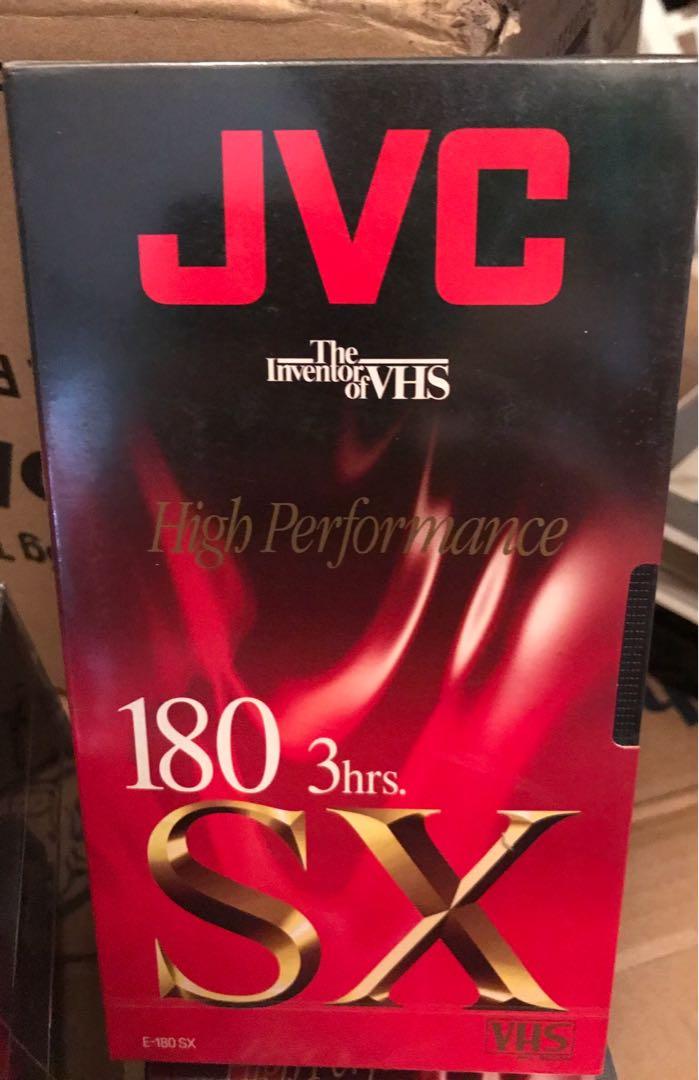 JVC
The
Inventor
of VHS
High Performance
180 3hrs.
SX
E-180 SX
VHS